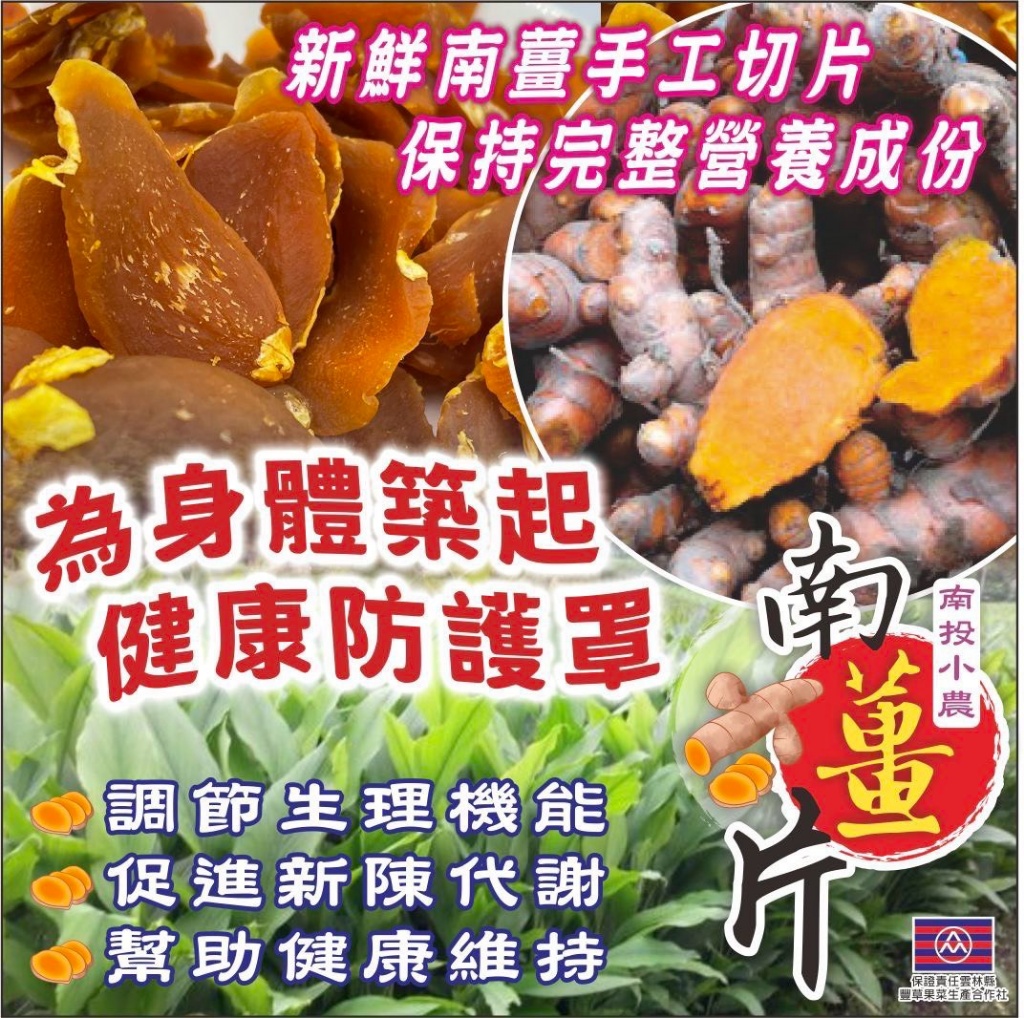 新鮮南薑手工切片
保持完整營養成份
為身體築起
健康防護罩
南薑片
南投小農
調節生理機能
促進新陳代謝
幫助健康維持
保證責任雲林縣
豐草果菜生產合作社